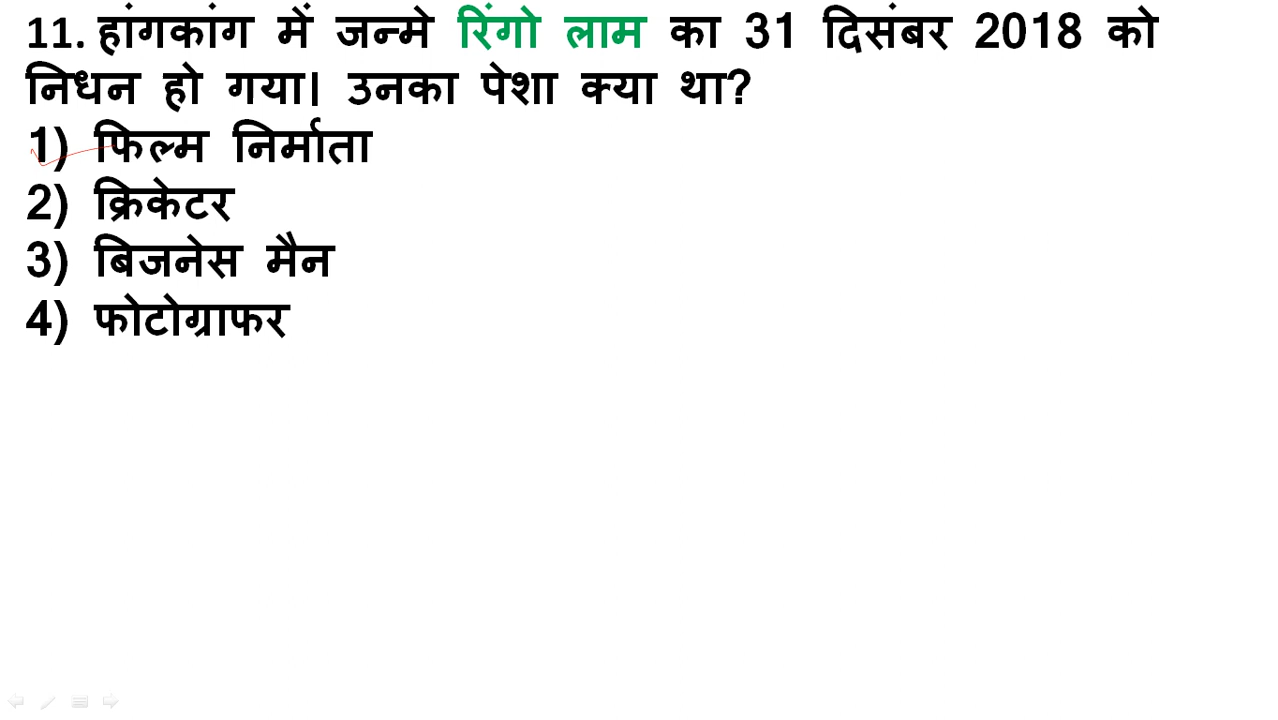 11. हांगकांग में जन्मे रिंगो लाम का 31 दिसंबर 2018 को
निधन हो गया। उनका पेशा क्या था?
1) फिल्म निर्माता
2) क्रिकेटर
3) बिजनेस मैन
4) फोटोग्राफर